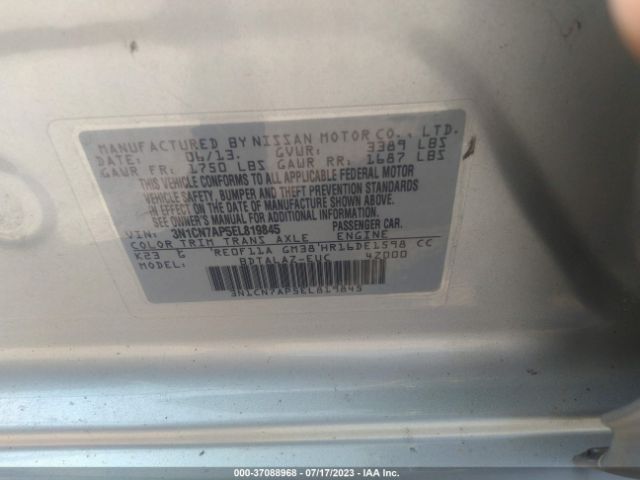 MANUFACTURED BY NISSAN MOTOR CO., LTD.
DATE: 06/13. GVWR: 3389 LBS
GAWR FR: 1750 LBS GAWR RR: 1687 LBS
THIS VEHICLE CONFORMS TO ALL APPLICABLE FEDERAL MOTOR
VEHICLE SAFETY, BUMPER AND THEFT PREVENTION STANDARDS
IN EFFECT ON THE DATE OF MANUFACTURE SHOWN ABOVE.
SEE OWNER'S MANUAL FOR ADDITIONAL INFORMATION.
VIN: 3N1CN7AP5EL819845 PASSENGER CAR.
COLOR TRIM TRANS AXLE ENGINE
K23 G RE0F11A GM38 HR16DE1598 CC
BDTALAZ-EUC 4Z000
3N1CN7AP5EL819845
000-37088968 - 07/17/2023 - IAA Inc.